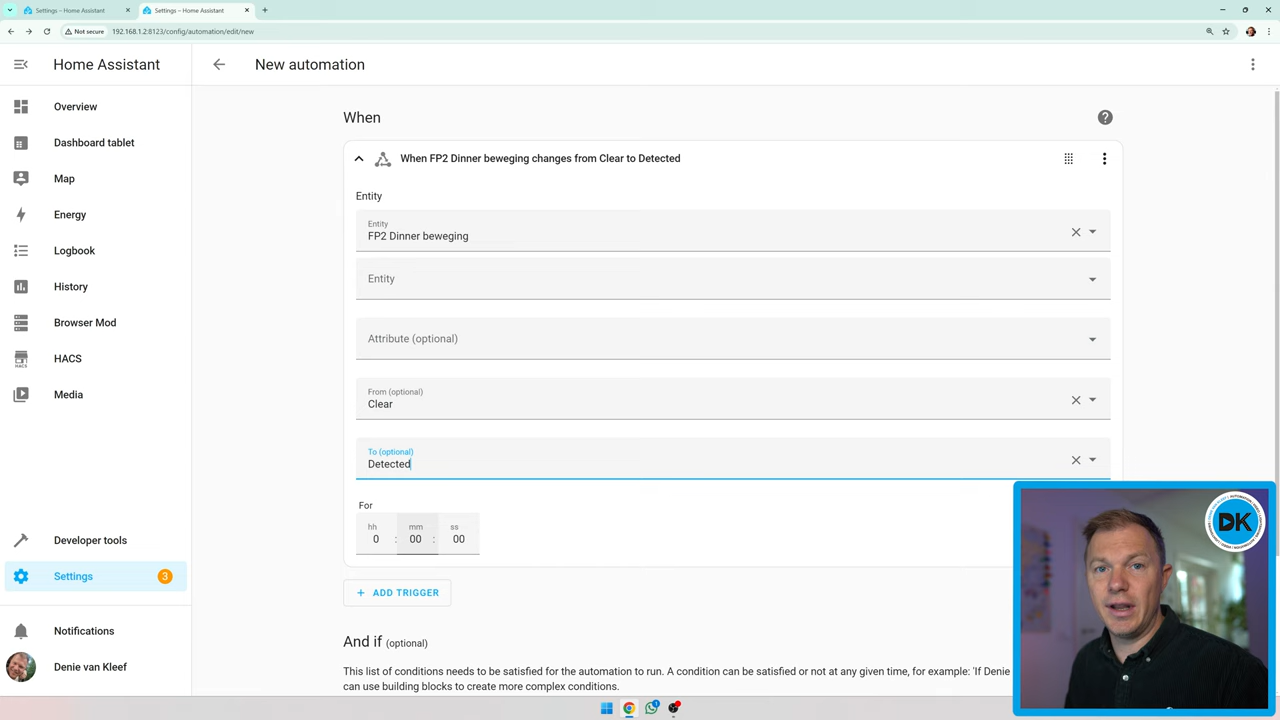 Settings – Home Assistant
Settings – Home Assistant
Not secure
192.168.1.2:8123/config/automation/edit/new
Home Assistant
New automation
Overview
Dashboard tablet
Map
Energy
Logbook
History
Browser Mod
HACS
HACS
Media
Developer tools
Settings
3
Notifications
Denie van Kleef
When
When FP2 Dinner beweging changes from Clear to Detected
Entity
Entity
FP2 Dinner beweging
Entity
Attribute (optional)
From (optional)
Clear
To (optional)
Detected
For
hh
mm
ss
0 : 00 : 00
+ ADD TRIGGER
And if (optional)
This list of conditions needs to be satisfied for the automation to run. A condition can be satisfied or not at any given time, for example: 'If Denie
can use building blocks to create more complex conditions.
DK